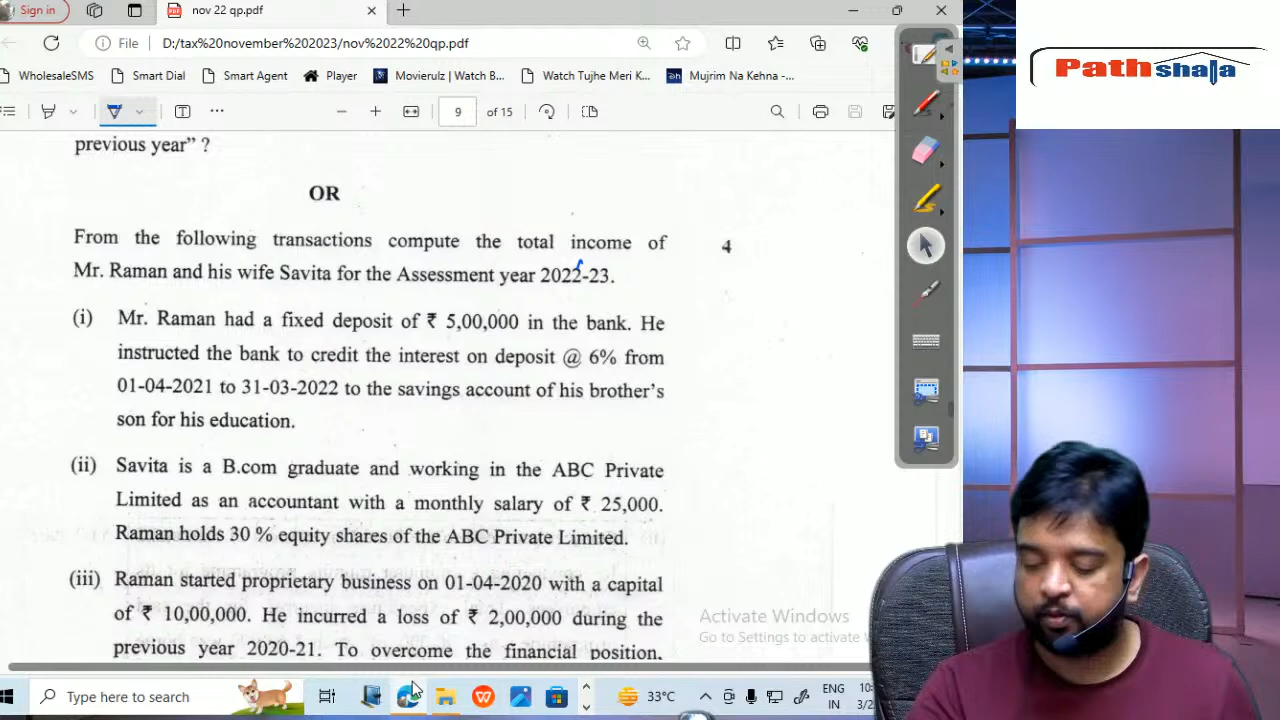 Sign in
nov 22 qp.pdf
File
D:/tax%20november%202023/nov%2022%20qp.pdf
WholesaleSMS
Smart Dial
Smart Agent
Player
Movierulz | Watch B...
Watch Tujhe Meri K...
Mujrim Na Kehna -...
9 of 15
Pathshala
previous year” ?
OR
From the following transactions compute the total income of 4
Mr. Raman and his wife Savita for the Assessment year 2022-23.
(i) Mr. Raman had a fixed deposit of ₹ 5,00,000 in the bank. He
instructed the bank to credit the interest on deposit @ 6% from
01-04-2021 to 31-03-2022 to the savings account of his brother’s
son for his education.
(ii) Savita is a B.com graduate and working in the ABC Private
Limited as an accountant with a monthly salary of ₹ 25,000.
Raman holds 30 % equity shares of the ABC Private Limited.
(iii) Raman started proprietary business on 01-04-2020 with a capital
of ₹ 10,00,000. He incurred a loss of ₹ 2,00,000 during the
previous year 2020-21. To overcome the financial position,
Activate Windows
Go to Settings to activate
Type here to search
33°C
ENG
IN